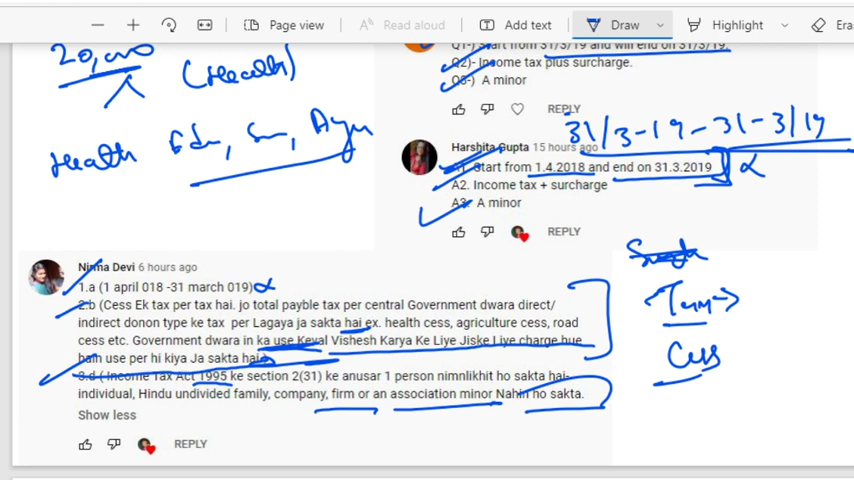 Page view
Read aloud
Add text
Draw
Highlight
Era
20,000
(Health)
Health Edu,
Q1-) Start from 31/3/19 and will end on 31/3/19.
Q2)- Income tax plus surcharge.
Q3-) A minor
REPLY
31/3-19-31-3/19
Harshita Gupta 15 hours ago
A1. Start from 1.4.2018 and end on 31.3.2019
A2. Income tax + surcharge
A3. A minor
REPLY
Nirma Devi 6 hours ago
1.a (1 april 018 -31 march 019)
2.b (Cess Ek tax per tax hai. jo total payble tax per central Government dwara direct/
indirect donon type ke tax per Lagaya ja sakta hai ex. health cess, agriculture cess, road
cess etc. Government dwara in ka use Keval Vishesh Karya Ke Liye Jiske Liye charge hue
hain use per hi kiya Ja sakta hai)
3.d ( Income Tax Act 1995 ke section 2(31) ke anusar 1 person nimnlikhit ho sakta hai-
individual, Hindu undivided family, company, firm or an association minor Nahin ho sakta.
Show less
REPLY
Cess